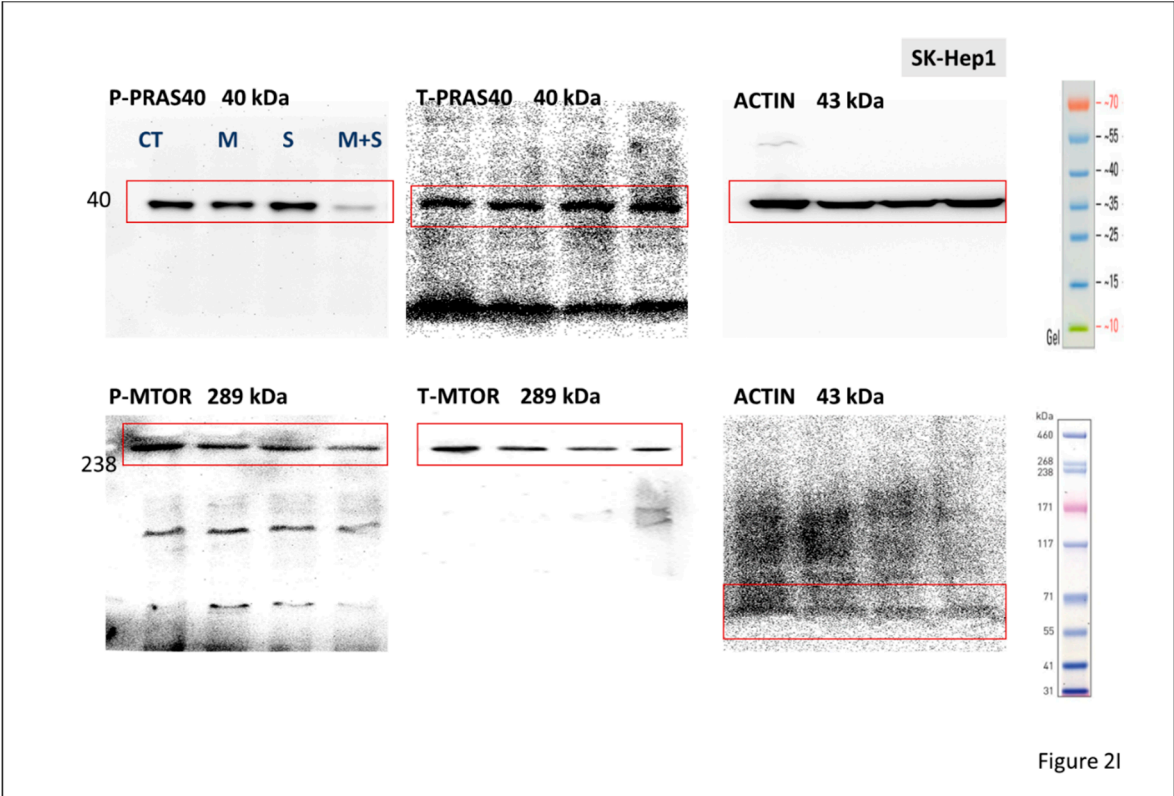 SK-Hep1
P-PRAS40 40 kDa
T-PRAS40 40 kDa
ACTIN 43 kDa
CT M S M+S
40
-~70
-~55
-~40
-~35
-~25
-~15
-~10
Gel
P-MTOR 289 kDa
T-MTOR 289 kDa
ACTIN 43 kDa
238
kDa
460
268
238
171
117
71
55
41
31
Figure 2I